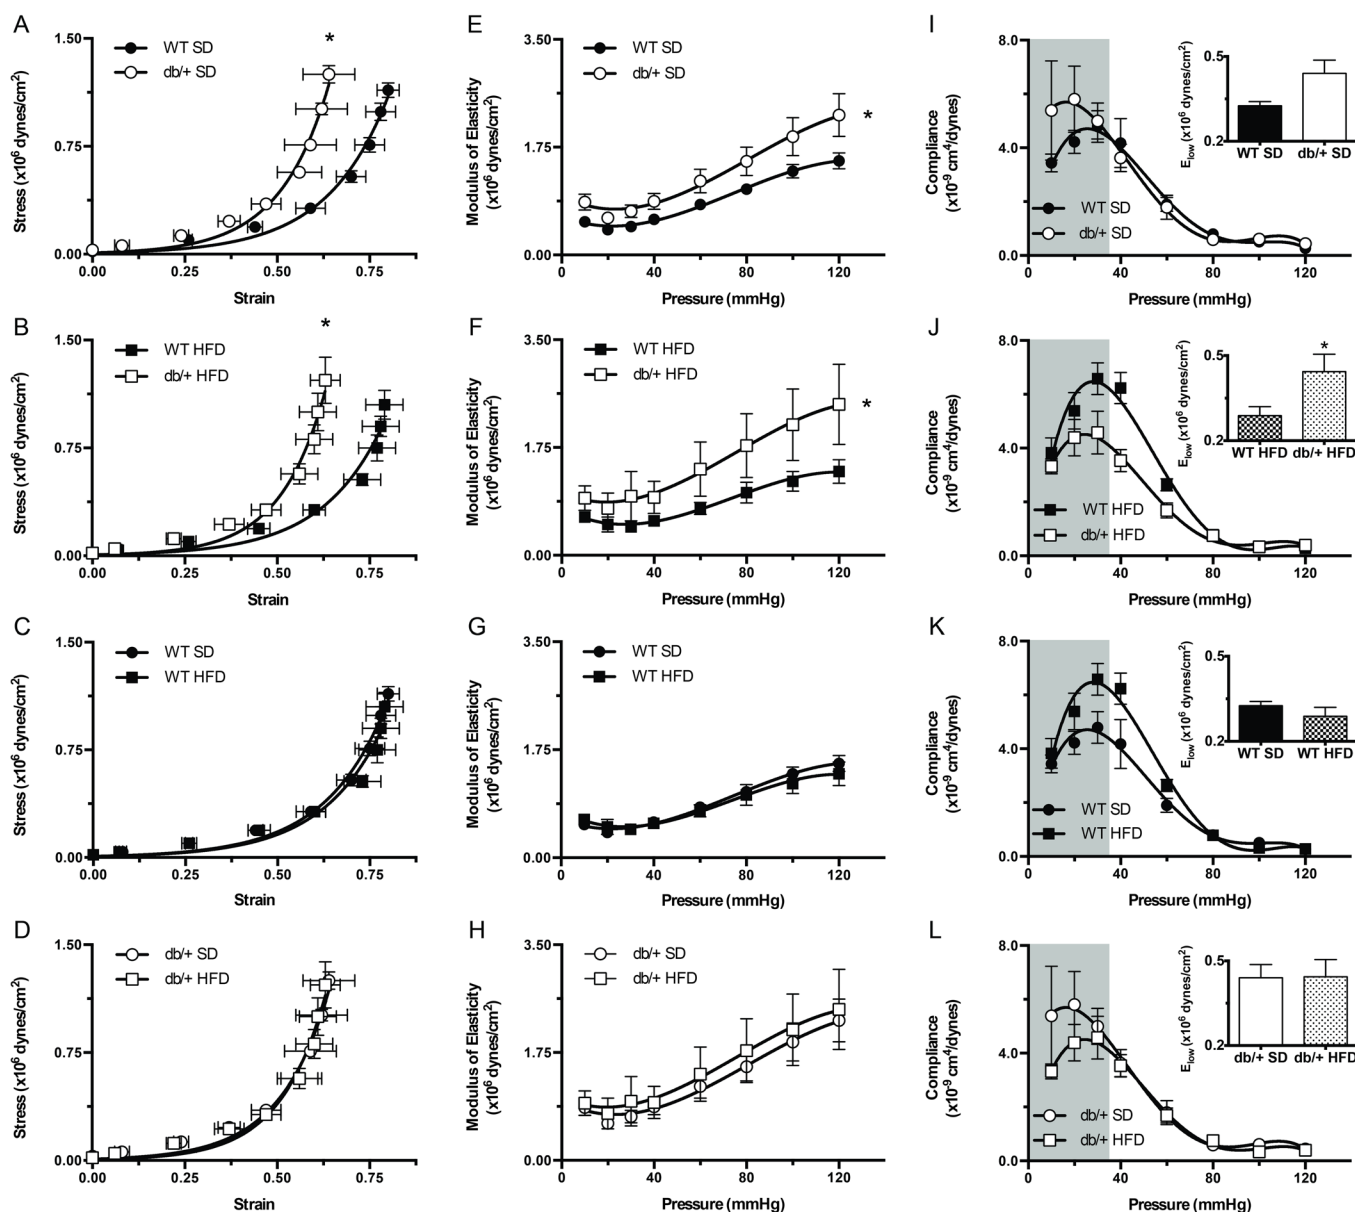 A
1.50
0.75
0.00
Stress (x10⁶ dynes/cm²)
WT SD
db/+ SD
*
0.00 0.25 0.50 0.75
Strain
E
3.50
1.75
0.00
Modulus of Elasticity
(x10⁶ dynes/cm²)
WT SD
db/+ SD
*
0 40 80 120
Pressure (mmHg)
I
8.0
4.0
0.0
Compliance
(x10⁻⁹ cm⁴/dynes)
WT SD
db/+ SD
0 40 80 120
Pressure (mmHg)
E_low (x10⁶ dynes/cm²)
0.5
0.2
WT SD db/+ SD
B
1.50
0.75
0.00
Stress (x10⁶ dynes/cm²)
WT HFD
db/+ HFD
*
0.00 0.25 0.50 0.75
Strain
F
3.50
1.75
0.00
Modulus of Elasticity
(x10⁶ dynes/cm²)
WT HFD
db/+ HFD
*
0 40 80 120
Pressure (mmHg)
J
8.0
4.0
0.0
Compliance
(x10⁻⁹ cm⁴/dynes)
WT HFD
db/+ HFD
0 40 80 120
Pressure (mmHg)
E_low (x10⁶ dynes/cm²)
0.5
0.2
*
WT HFD db/+ HFD
C
1.50
0.75
0.00
Stress (x10⁶ dynes/cm²)
WT SD
WT HFD
0.00 0.25 0.50 0.75
Strain
G
3.50
1.75
0.00
Modulus of Elasticity
(x10⁶ dynes/cm²)
WT SD
WT HFD
0 40 80 120
Pressure (mmHg)
K
8.0
4.0
0.0
Compliance
(x10⁻⁹ cm⁴/dynes)
WT SD
WT HFD
0 40 80 120
Pressure (mmHg)
E_low (x10⁶ dynes/cm²)
0.5
0.2
WT SD WT HFD
D
1.50
0.75
0.00
Stress (x10⁶ dynes/cm²)
db/+ SD
db/+ HFD
0.00 0.25 0.50 0.75
Strain
H
3.50
1.75
0.00
Modulus of Elasticity
(x10⁶ dynes/cm²)
db/+ SD
db/+ HFD
0 40 80 120
Pressure (mmHg)
L
8.0
4.0
0.0
Compliance
(x10⁻⁹ cm⁴/dynes)
db/+ SD
db/+ HFD
0 40 80 120
Pressure (mmHg)
E_low (x10⁶ dynes/cm²)
0.5
0.2
db/+ SD db/+ HFD